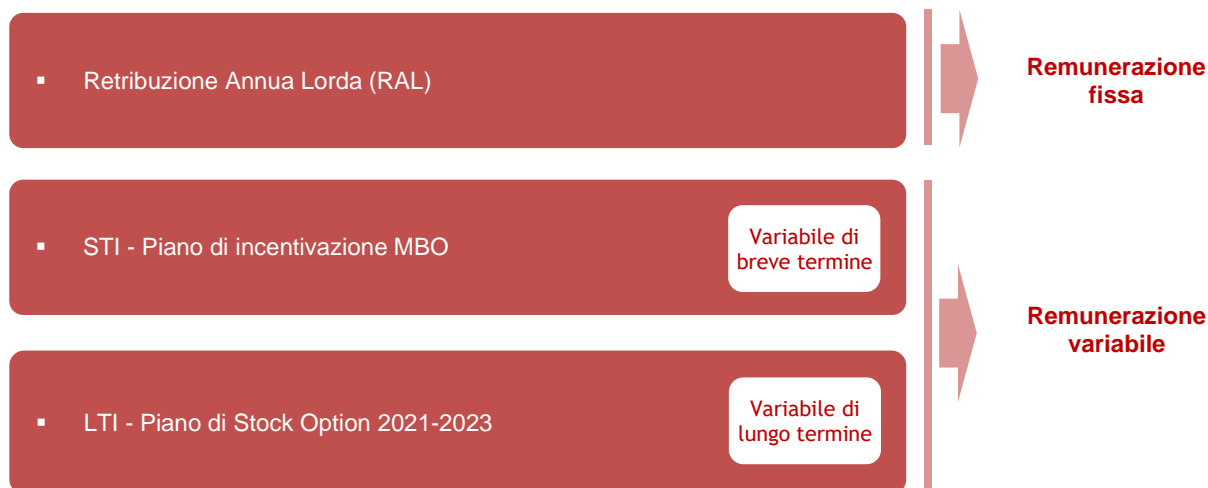 ▪ Retribuzione Annua Lorda (RAL)
Remunerazione
fissa
▪ STI - Piano di incentivazione MBO
Variabile di
breve termine
▪ LTI - Piano di Stock Option 2021-2023
Variabile di
lungo termine
Remunerazione
variabile